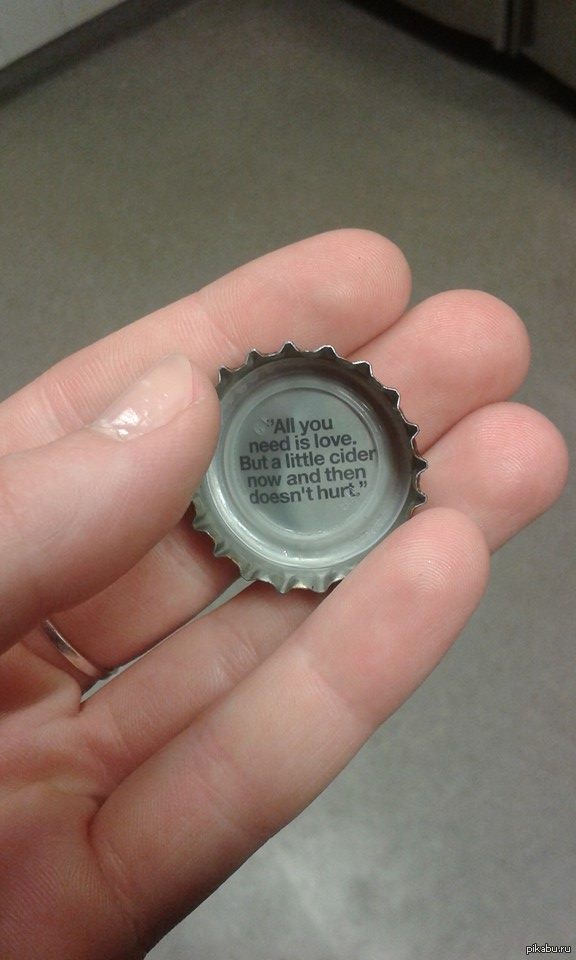 "All you
need is love.
But a little cider
now and then
doesn't hurt."
pikabu.ru